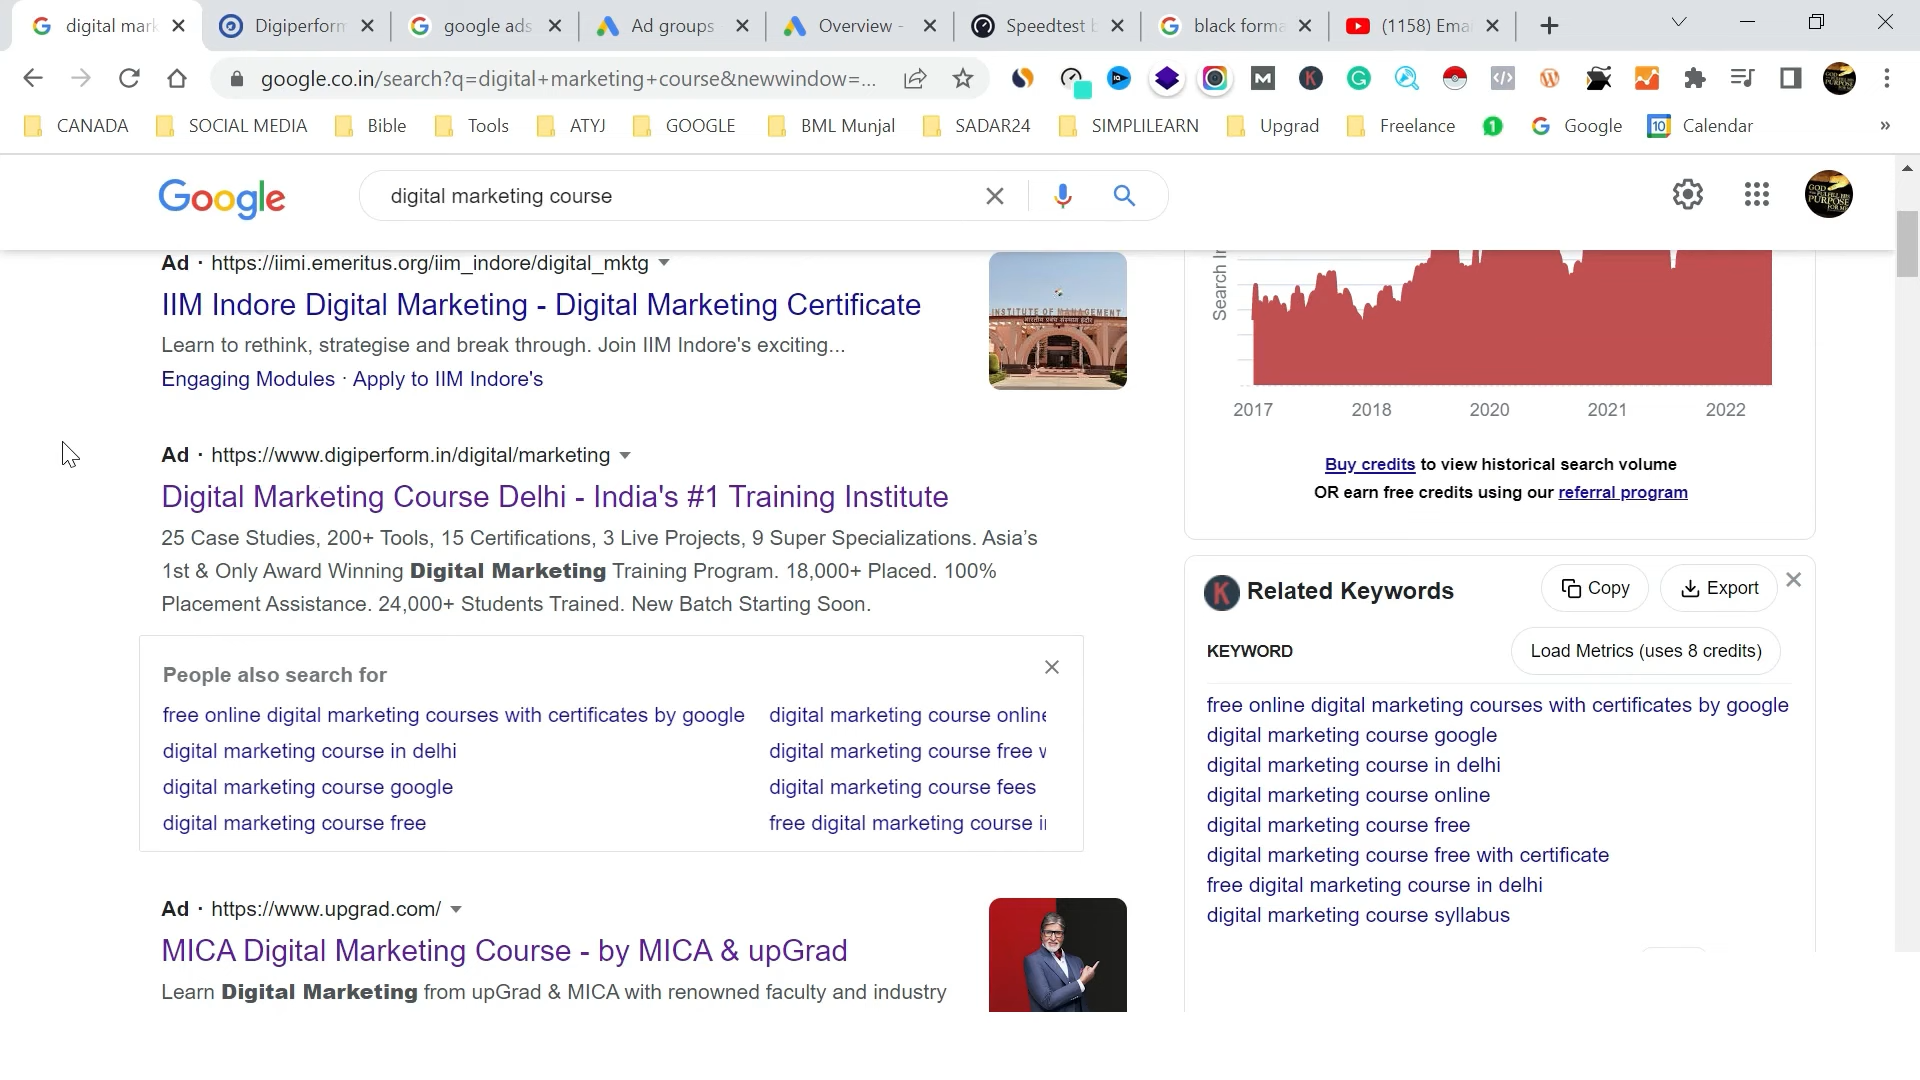 digital mark
Digiperform
google ads
Ad groups
Overview -
Speedtest b
black forma
(1158) Emai
google.co.in/search?q=digital+marketing+course&newwindow=...
CANADA
SOCIAL MEDIA
Bible
Tools
ATYJ
GOOGLE
BML Munjal
SADAR24
SIMPLILEARN
Upgrad
Freelance
1
Google
10
Calendar
»
Google
digital marketing course
Ad · https://iimi.emeritus.org/iim_indore/digital_mktg
IIM Indore Digital Marketing - Digital Marketing Certificate
Learn to rethink, strategise and break through. Join IIM Indore's exciting...
Engaging Modules · Apply to IIM Indore's
INSTITUTE OF MANAGEMENT
Ad · https://www.digiperform.in/digital/marketing
Digital Marketing Course Delhi - India's #1 Training Institute
25 Case Studies, 200+ Tools, 15 Certifications, 3 Live Projects, 9 Super Specializations. Asia's
1st & Only Award Winning Digital Marketing Training Program. 18,000+ Placed. 100%
Placement Assistance. 24,000+ Students Trained. New Batch Starting Soon.
People also search for
free online digital marketing courses with certificates by google
digital marketing course in delhi
digital marketing course google
digital marketing course free
digital marketing course online
digital marketing course free w
digital marketing course fees
free digital marketing course in
Ad · https://www.upgrad.com/
MICA Digital Marketing Course - by MICA & upGrad
Learn Digital Marketing from upGrad & MICA with renowned faculty and industry
Search In
2017
2018
2020
2021
2022
Buy credits to view historical search volume
OR earn free credits using our referral program
K Related Keywords
Copy
Export
KEYWORD
Load Metrics (uses 8 credits)
free online digital marketing courses with certificates by google
digital marketing course google
digital marketing course in delhi
digital marketing course online
digital marketing course free
digital marketing course free with certificate
free digital marketing course in delhi
digital marketing course syllabus